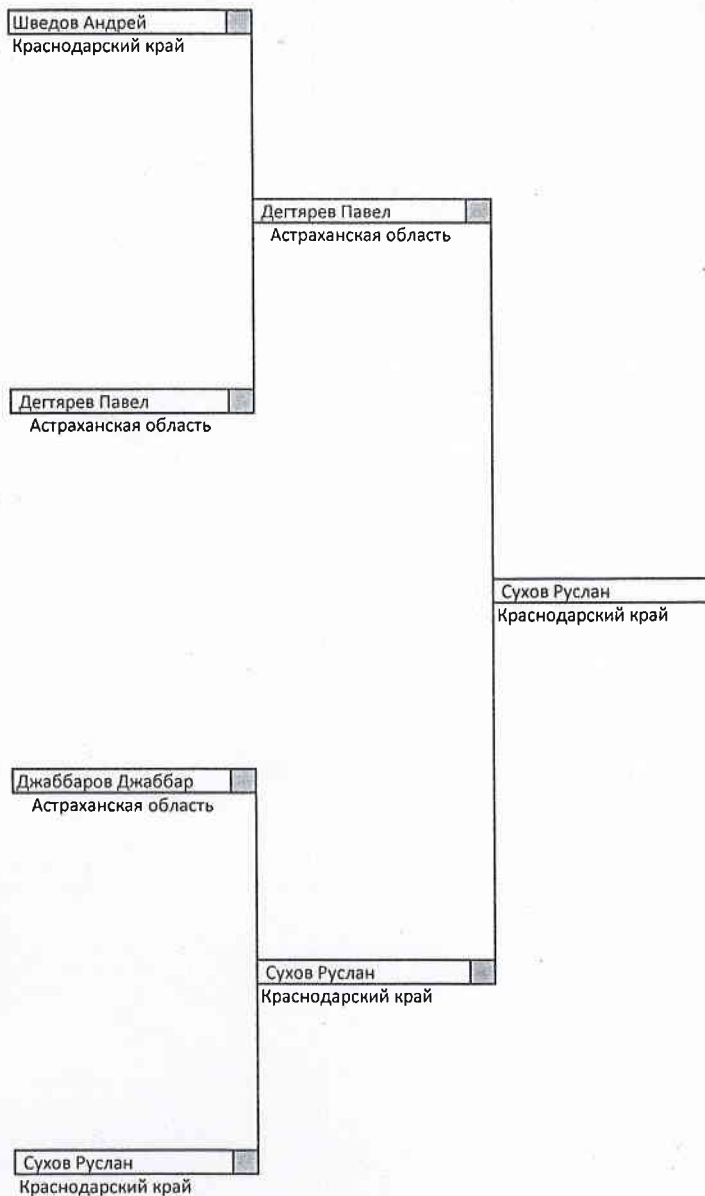 Шведов Андрей
Краснодарский край
Дегтярев Павел
Астраханская область
Дегтярев Павел
Астраханская область
Сухов Руслан
Краснодарский край
Джаббаров Джаббар
Астраханская область
Сухов Руслан
Краснодарский край
Сухов Руслан
Краснодарский край